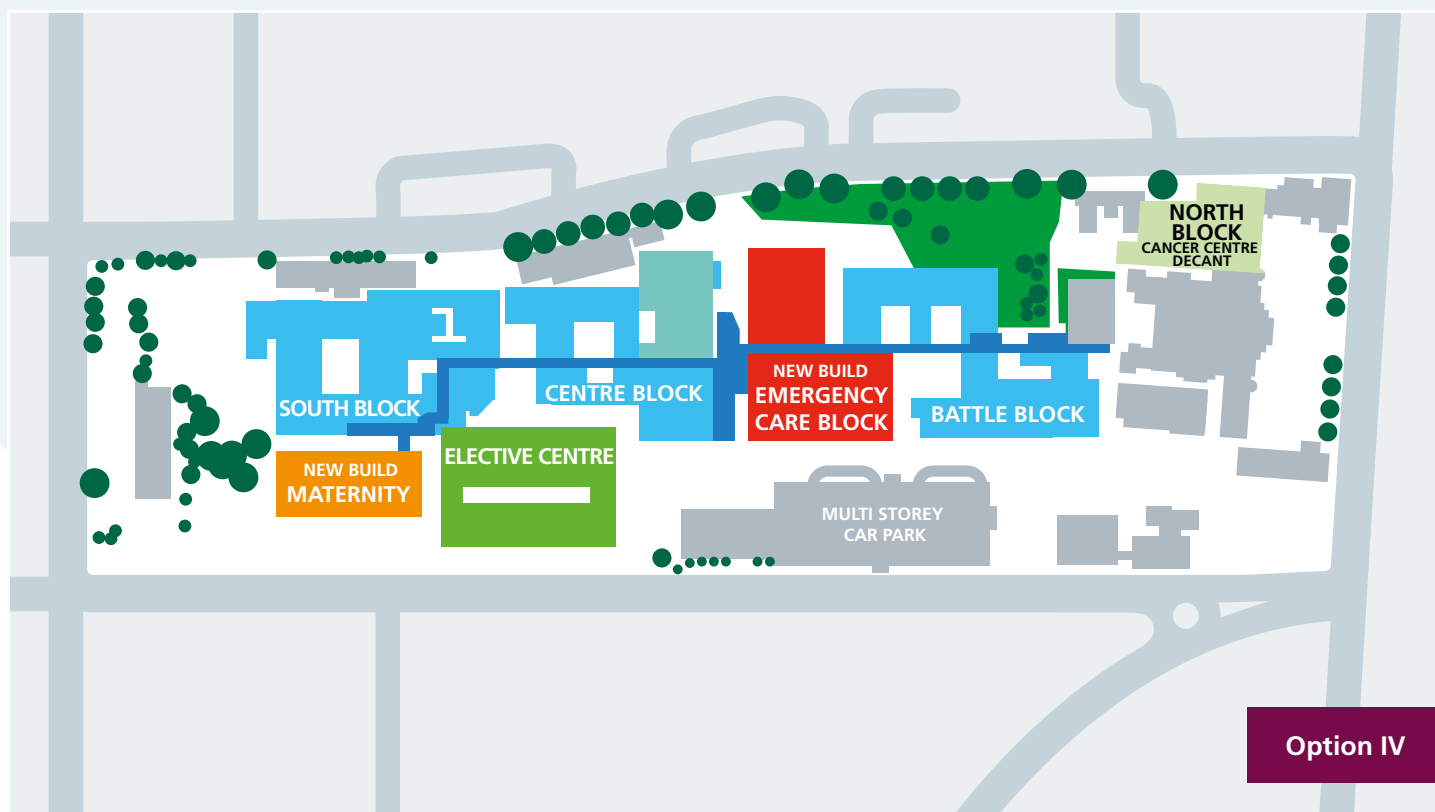 NORTH
BLOCK
CANCER CENTRE
DECANT
SOUTH BLOCK
CENTRE BLOCK
NEW BUILD
EMERGENCY
CARE BLOCK
BATTLE BLOCK
NEW BUILD
MATERNITY
ELECTIVE CENTRE
MULTI STOREY
CAR PARK
Option IV